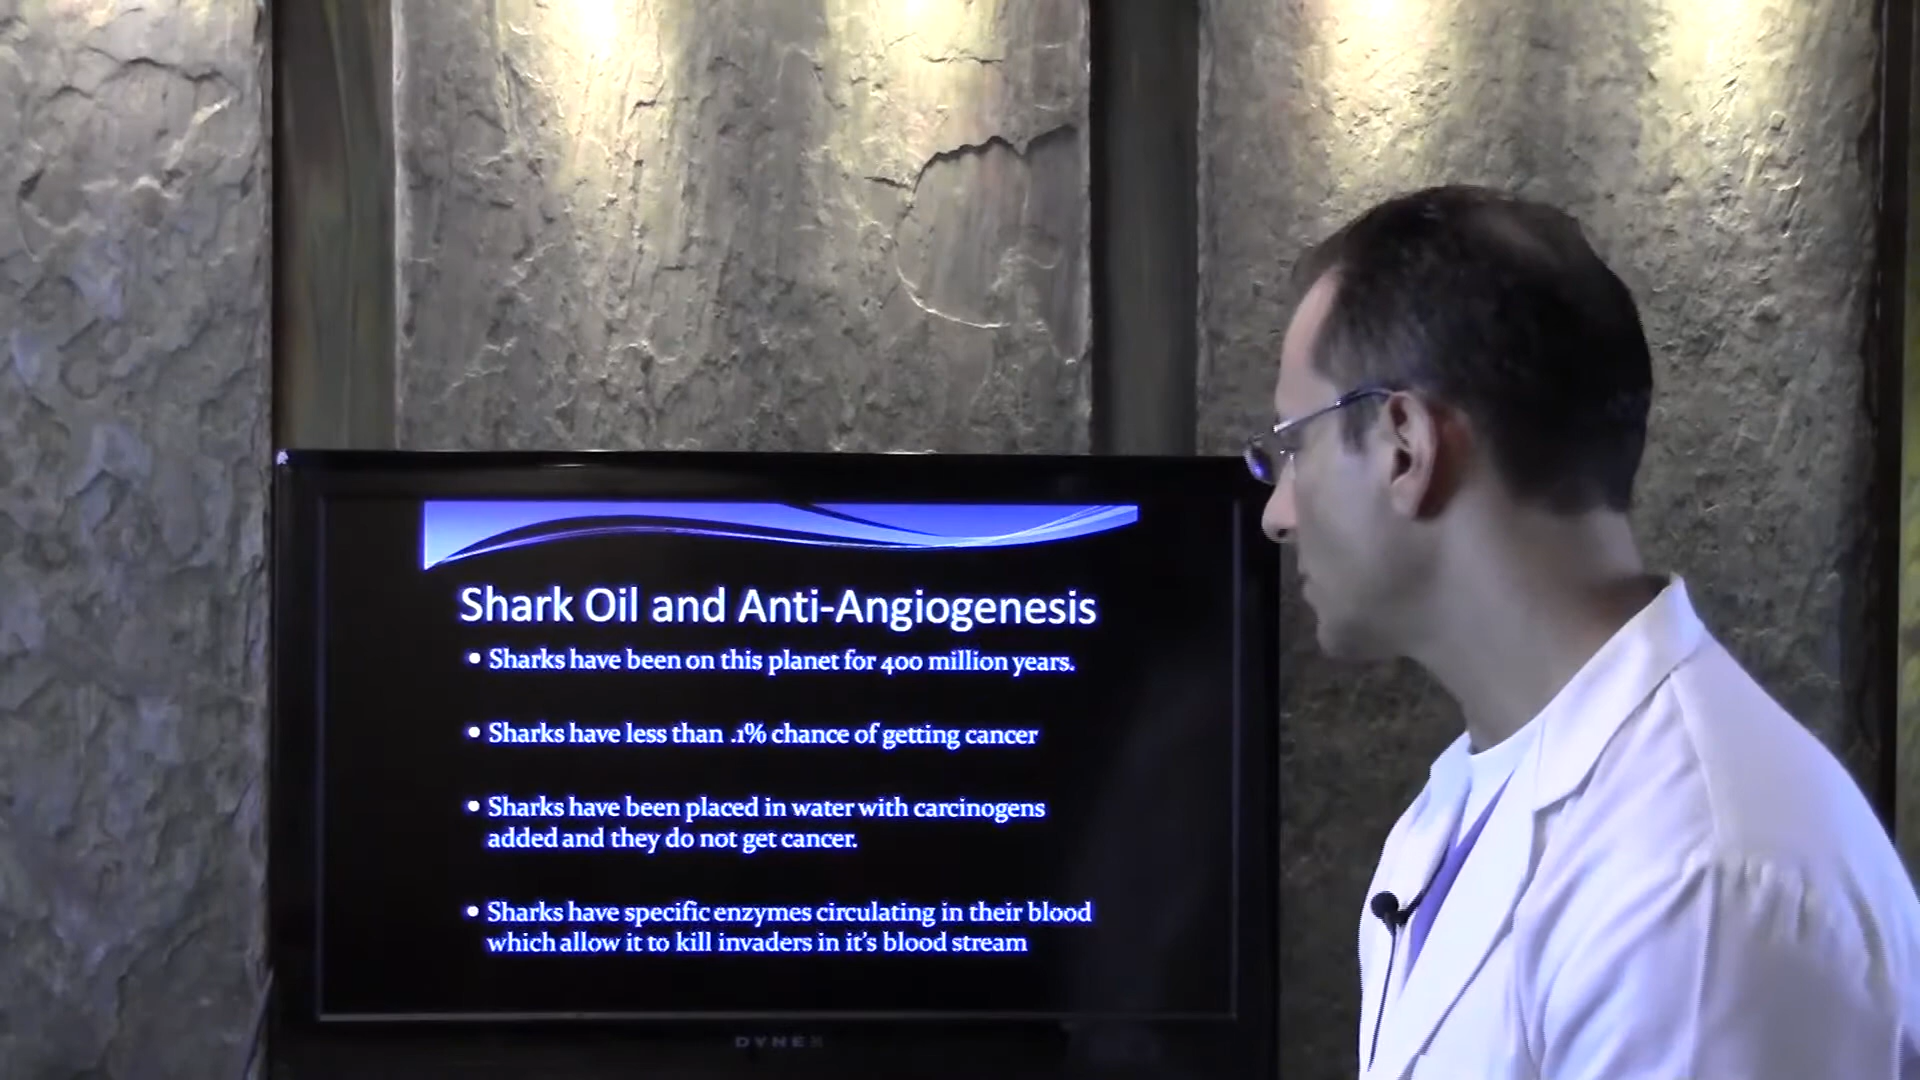 Shark Oil and Anti-Angiogenesis
• Sharks have been on this planet for 400 million years.
• Sharks have less than .1% chance of getting cancer
• Sharks have been placed in water with carcinogens
added and they do not get cancer.
• Sharks have specific enzymes circulating in their blood
which allow it to kill invaders in it's blood stream
DYNEX